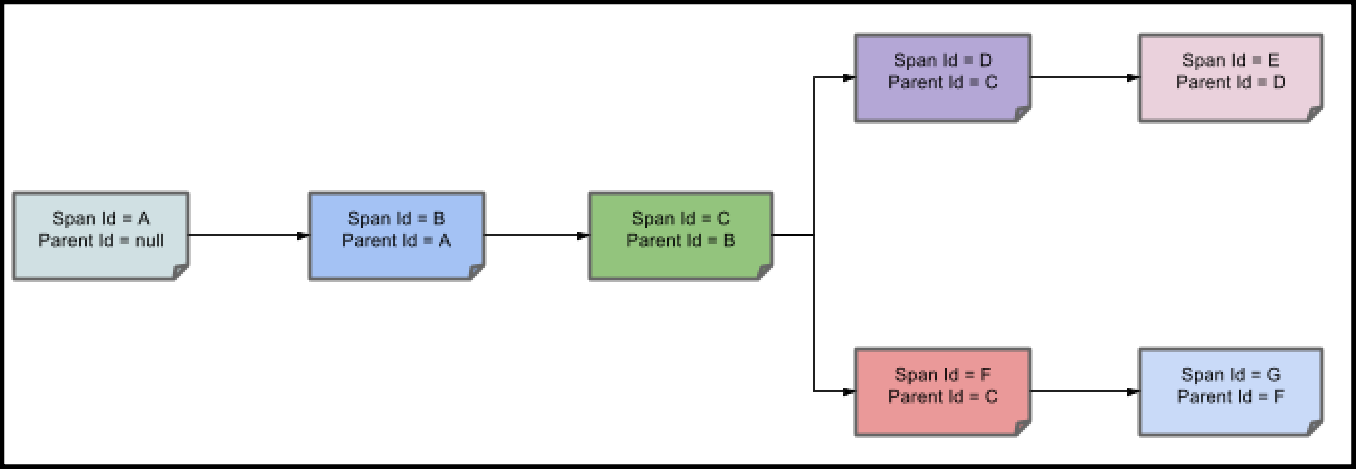 Span Id = A
Parent Id = null
Span Id = B
Parent Id = A
Span Id = C
Parent Id = B
Span Id = D
Parent Id = C
Span Id = E
Parent Id = D
Span Id = F
Parent Id = C
Span Id = G
Parent Id = F